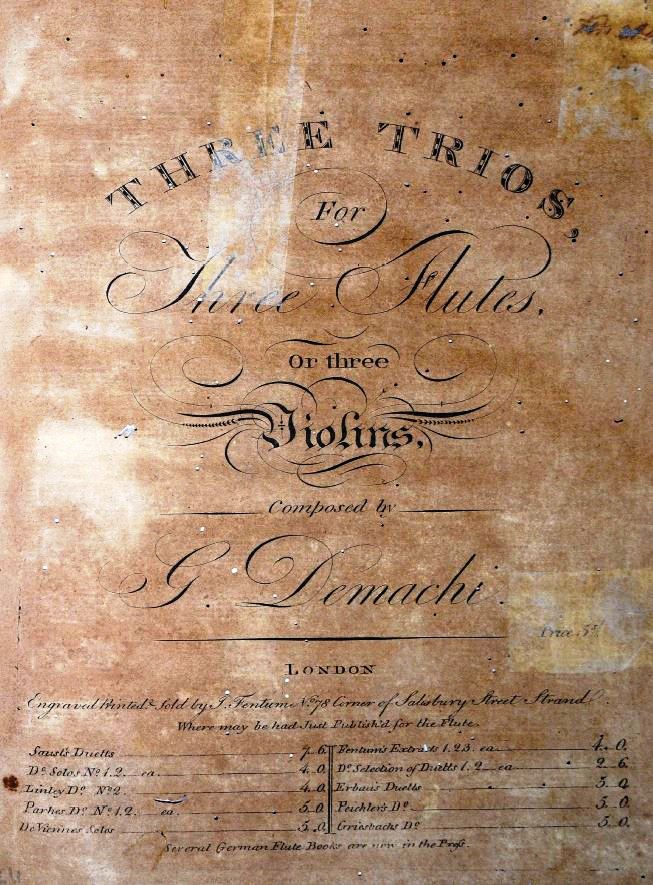 THREE TRIOS,
For
Three Flutes,
Or three
Violins,
Composed by
G. Demachi.
Price. 5s/
LONDON
Engraved Printed & Sold by J. Fentum No. 78 Corner of Salisbury Street Strand.
Where may be had Just Publish'd for the Flute.
Saust's Duetts 7.6
Do. Solos No. 1.2. ea. 4.0
Linley Do. No. 2. 4.0
Parkes Do. No. 1.2. ea. 5.0
De Viennes Solos 5.0
Fentum's Extracts 1.2.3. ea 4.0.
Do. Selection of Duetts 1.2 ea 2.6.
Erbau's Duetts 5.0
Peichler's Do. 5.0.
Griesbachs Do. 5.0.
Several German Flute Books are now in the Press.